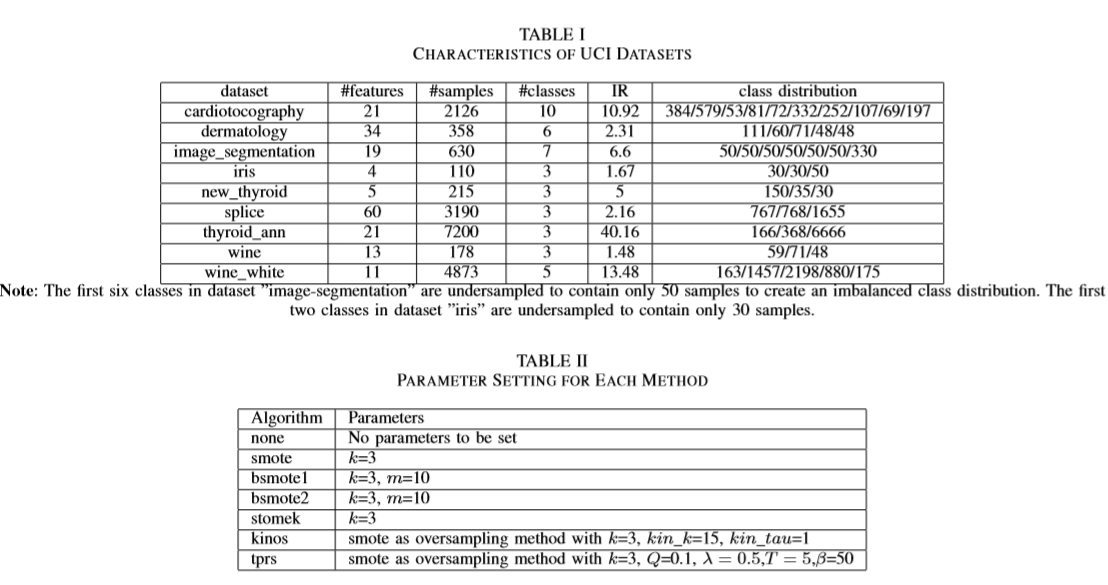 TABLE I
CHARACTERISTICS OF UCI DATASETS
dataset #features #samples #classes IR class distribution
cardiotocography 21 2126 10 10.92 384/579/53/81/72/332/252/107/69/197
dermatology 34 358 6 2.31 111/60/71/48/48
image_segmentation 19 630 7 6.6 50/50/50/50/50/50/330
iris 4 110 3 1.67 30/30/50
new_thyroid 5 215 3 5 150/35/30
splice 60 3190 3 2.16 767/768/1655
thyroid_ann 21 7200 3 40.16 166/368/6666
wine 13 178 3 1.48 59/71/48
wine_white 11 4873 5 13.48 163/1457/2198/880/175
Note: The first six classes in dataset ”image-segmentation” are undersampled to contain only 50 samples to create an imbalanced class distribution. The first
two classes in dataset ”iris” are undersampled to contain only 30 samples.
TABLE II
PARAMETER SETTING FOR EACH METHOD
Algorithm Parameters
none No parameters to be set
smote k=3
bsmote1 k=3, m=10
bsmote2 k=3, m=10
stomek k=3
kinos smote as oversampling method with k=3, kin_k=15, kin_tau=1
tprs smote as oversampling method with k=3, Q=0.1, λ = 0.5,T = 5,β=50